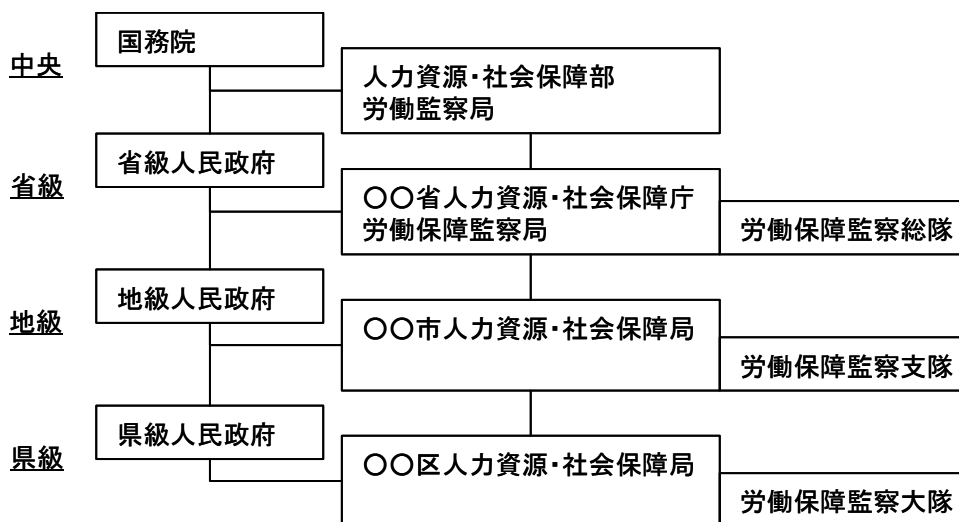 国務院
中央
人力資源・社会保障部
労働監察局
省級人民政府
省級
〇〇省人力資源・社会保障庁
労働保障監察局
労働保障監察総隊
地級人民政府
地級
〇〇市人力資源・社会保障局
労働保障監察支隊
県級人民政府
県級
〇〇区人力資源・社会保障局
労働保障監察大隊